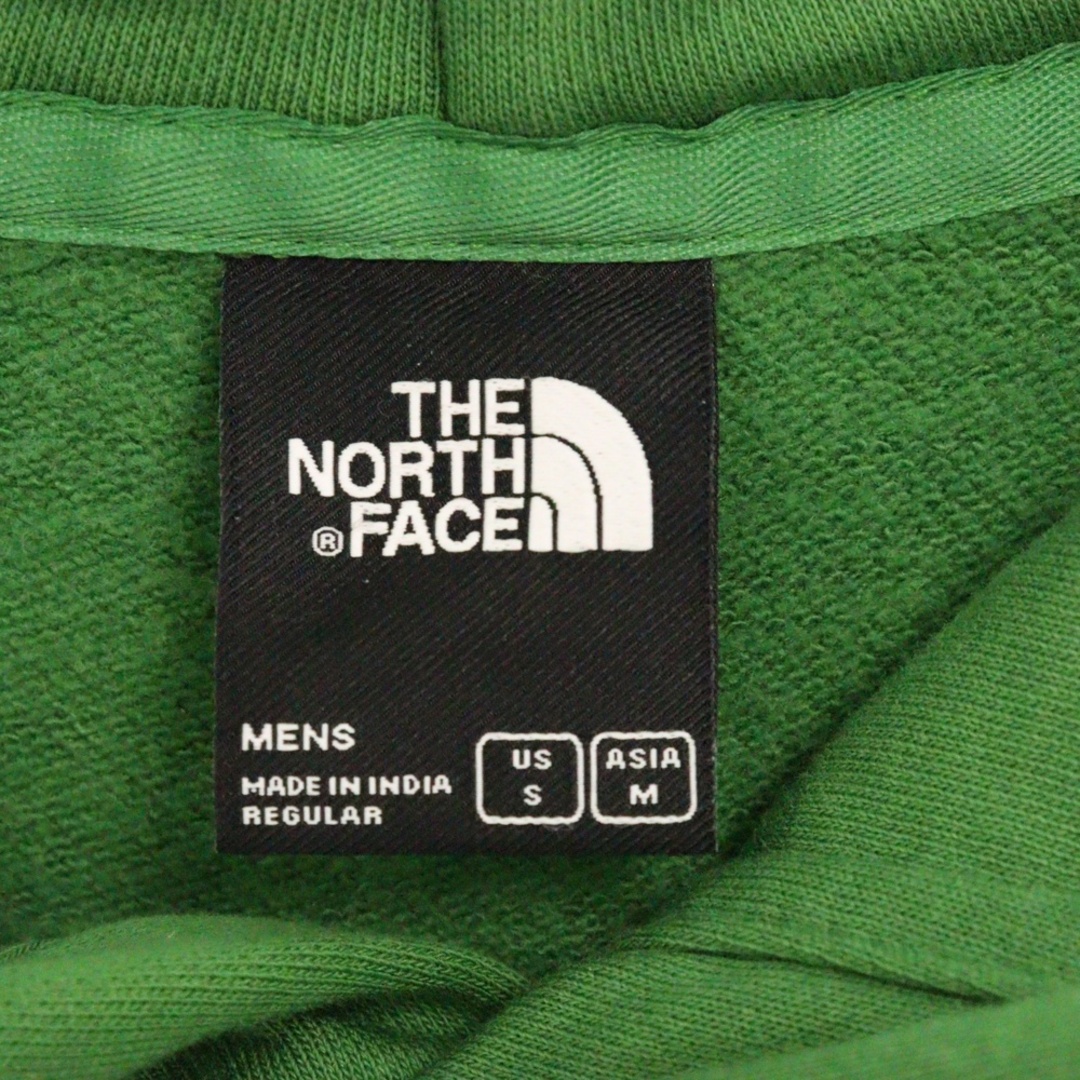 THE
NORTH
® FACE
MENS
MADE IN INDIA
REGULAR
US
S
ASIA
M